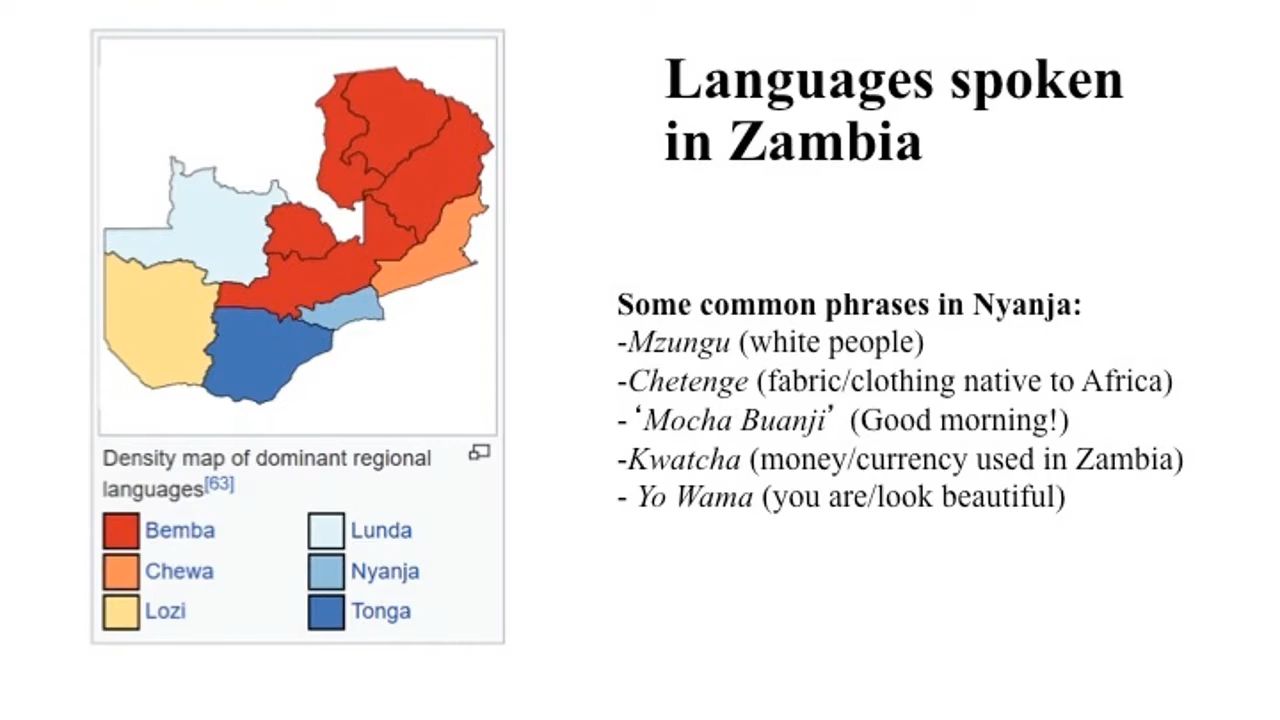 Languages spoken
in Zambia
Density map of dominant regional
languages[63]
Bemba
Lunda
Chewa
Nyanja
Lozi
Tonga
Some common phrases in Nyanja:
-Mzungu (white people)
-Chetenge (fabric/clothing native to Africa)
- ‘Mocha Buanji’ (Good morning!)
-Kwatcha (money/currency used in Zambia)
- Yo Wama (you are/look beautiful)